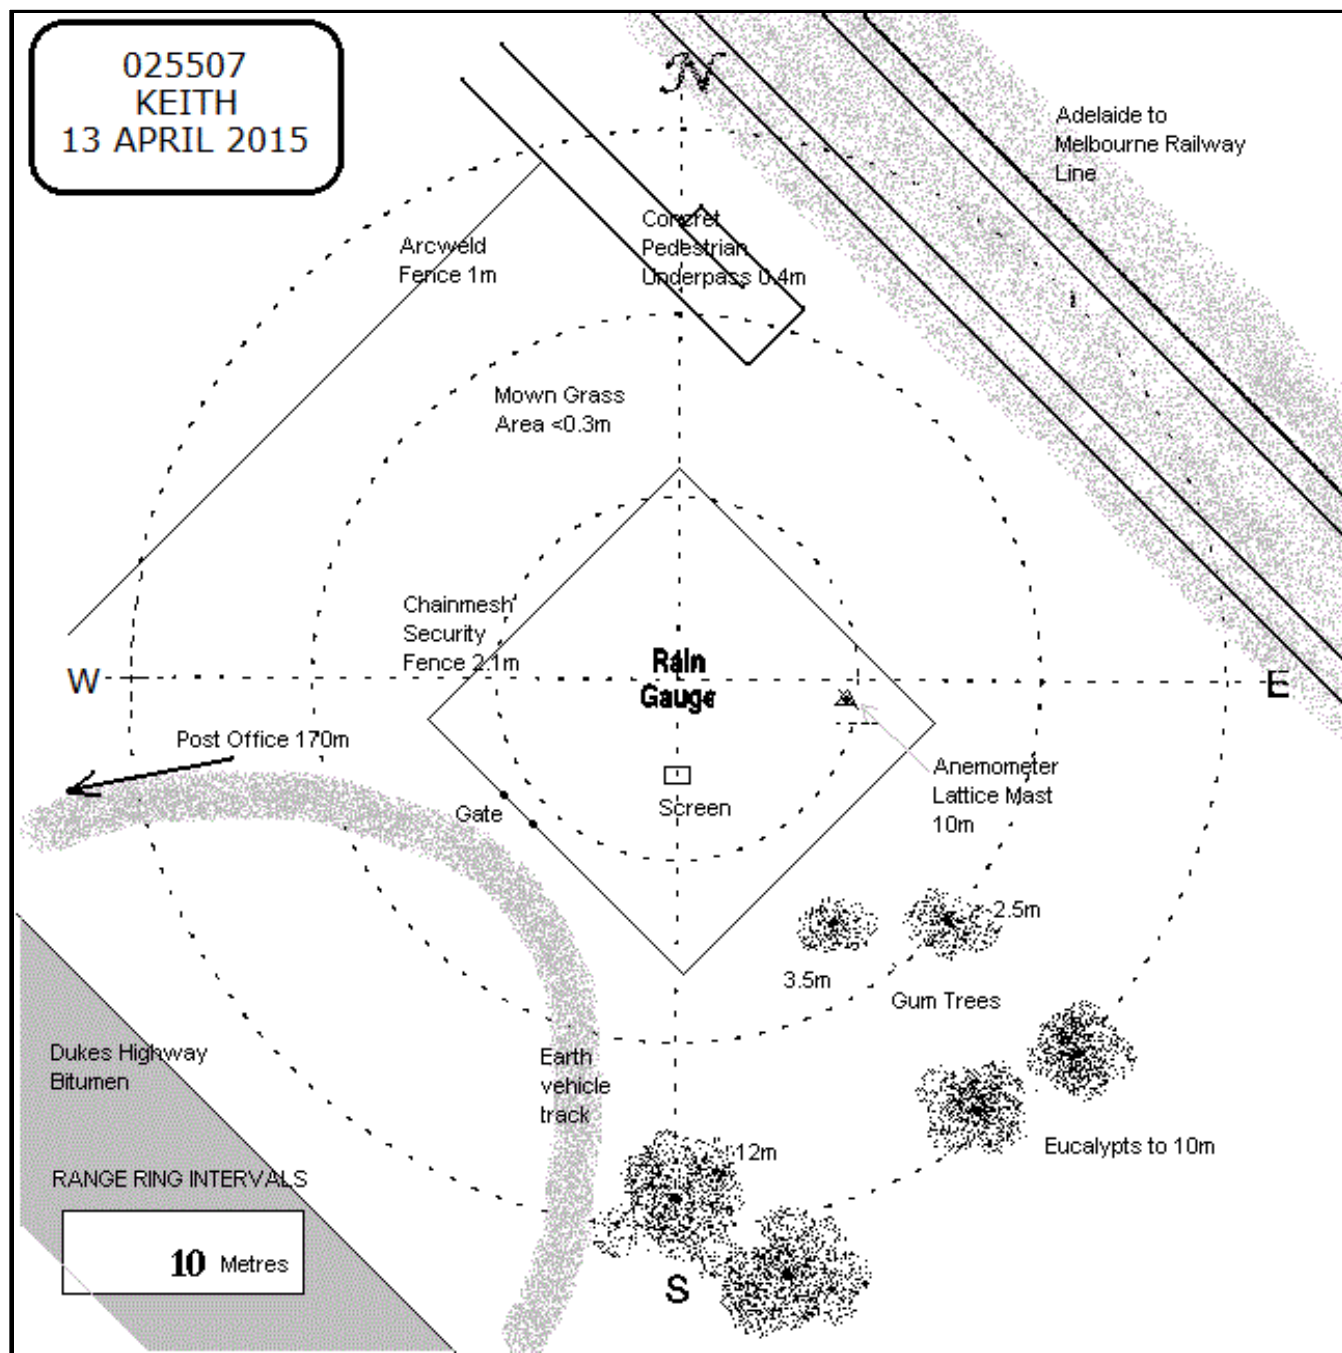 025507
KEITH
13 APRIL 2015
N
Adelaide to
Melbourne Railway
Line
Arcweld
Fence 1m
Concret
Pedestrian
Underpass 0.4m
Mown Grass
Area <0.3m
Chainmesh
Security
Fence 2.1m
Rain
Gauge
W
E
Post Office 170m
Anemometer
Lattice Mast
10m
Gate
Screen
2.5m
3.5m
Gum Trees
Dukes Highway
Bitumen
Earth
vehicle
track
12m
Eucalypts to 10m
RANGE RING INTERVALS
10 Metres
S